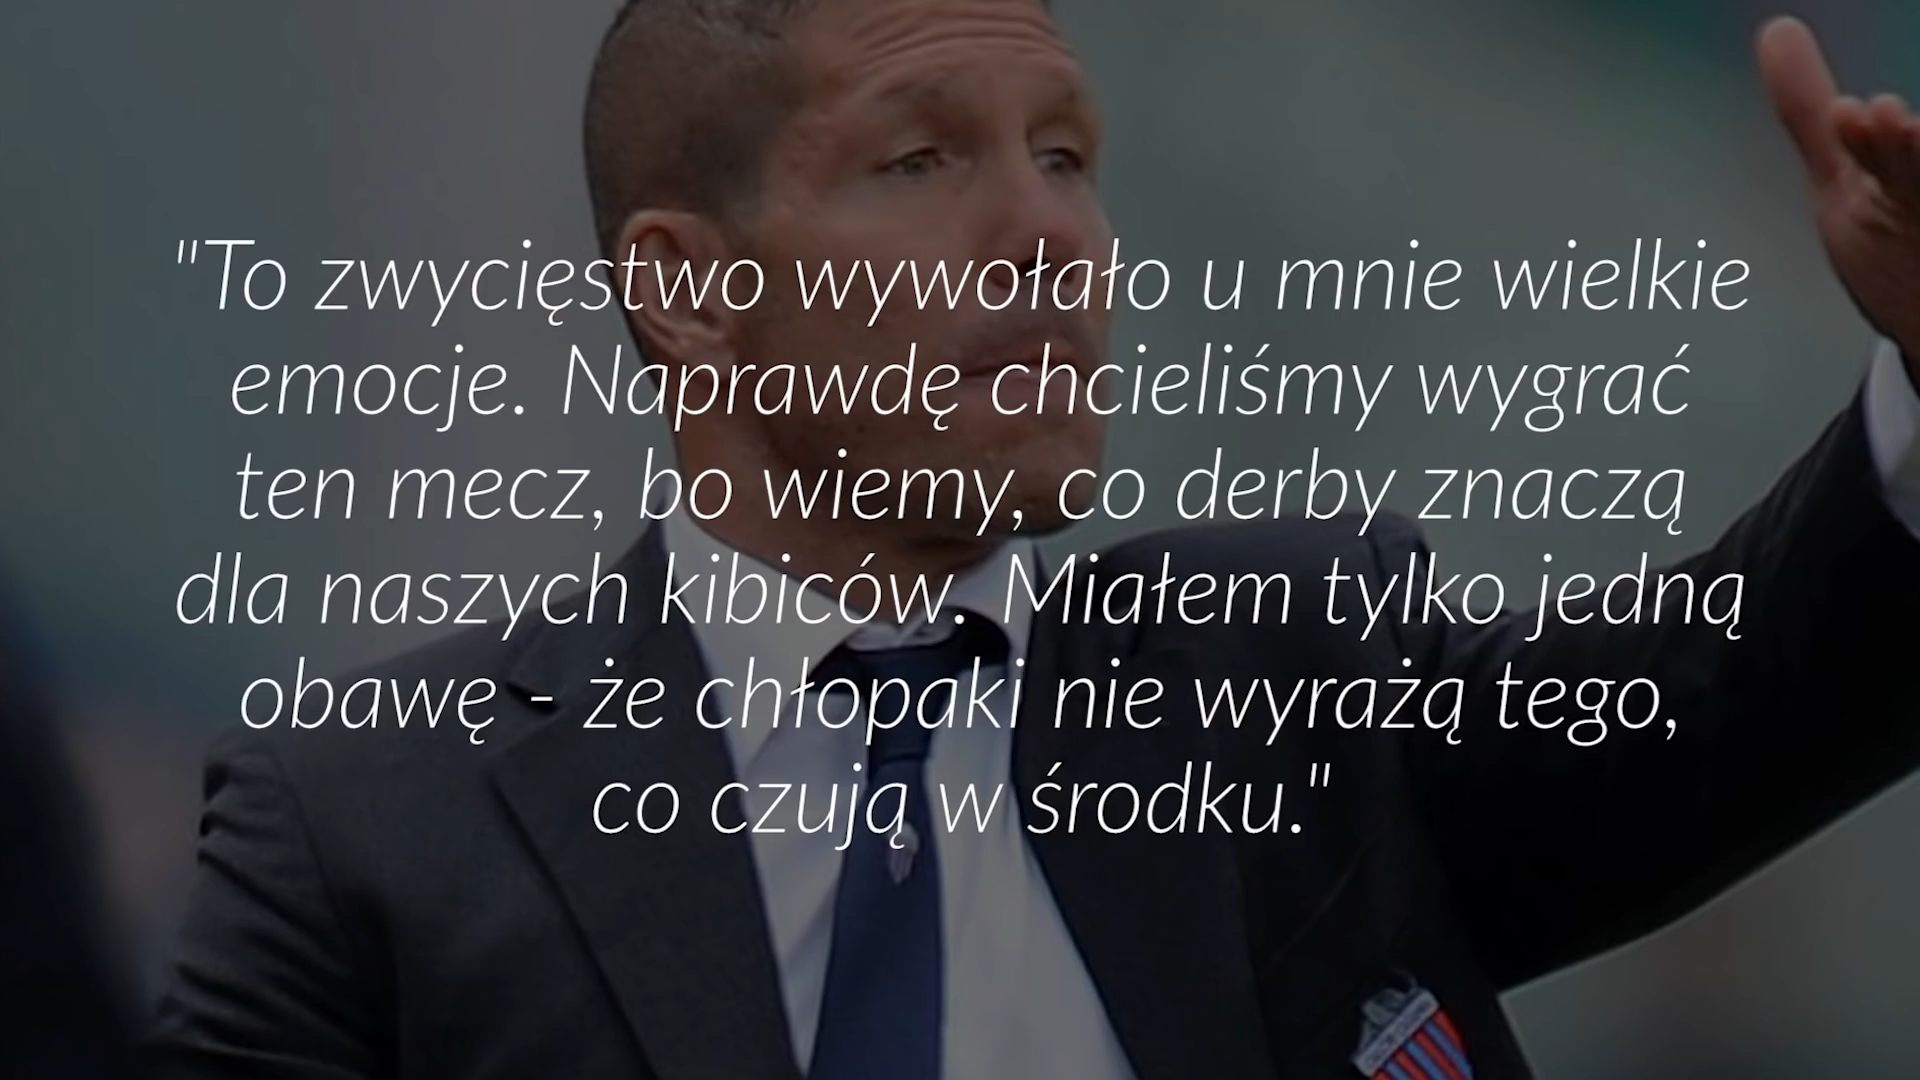 "To zwycięstwo wywołało u mnie wielkie
emocje. Naprawdę chcieliśmy wygrać
ten mecz, bo wiemy, co derby znaczą
dla naszych kibiców. Miałem tylko jedną
obawę - że chłopaki nie wyrażą tego,
co czują w środku."